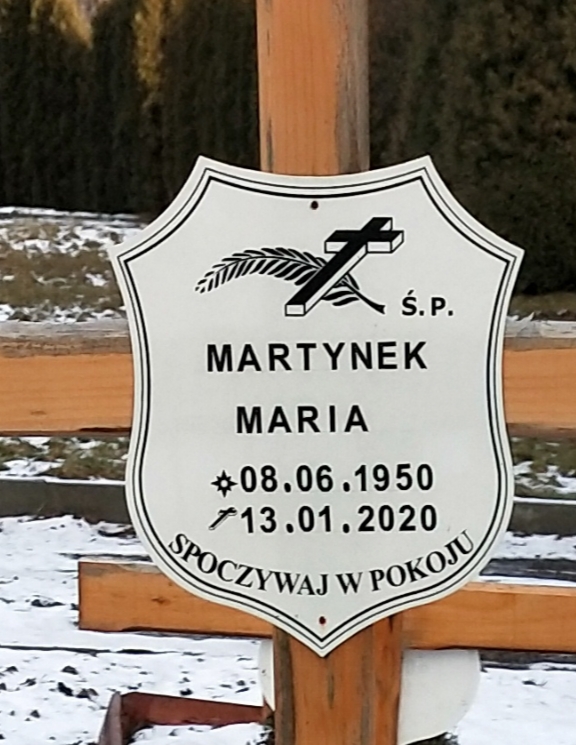 Ś.P.
MARTYNEK
MARIA
08.06.1950
13.01.2020
SPOCZYWAJ W POKOJU